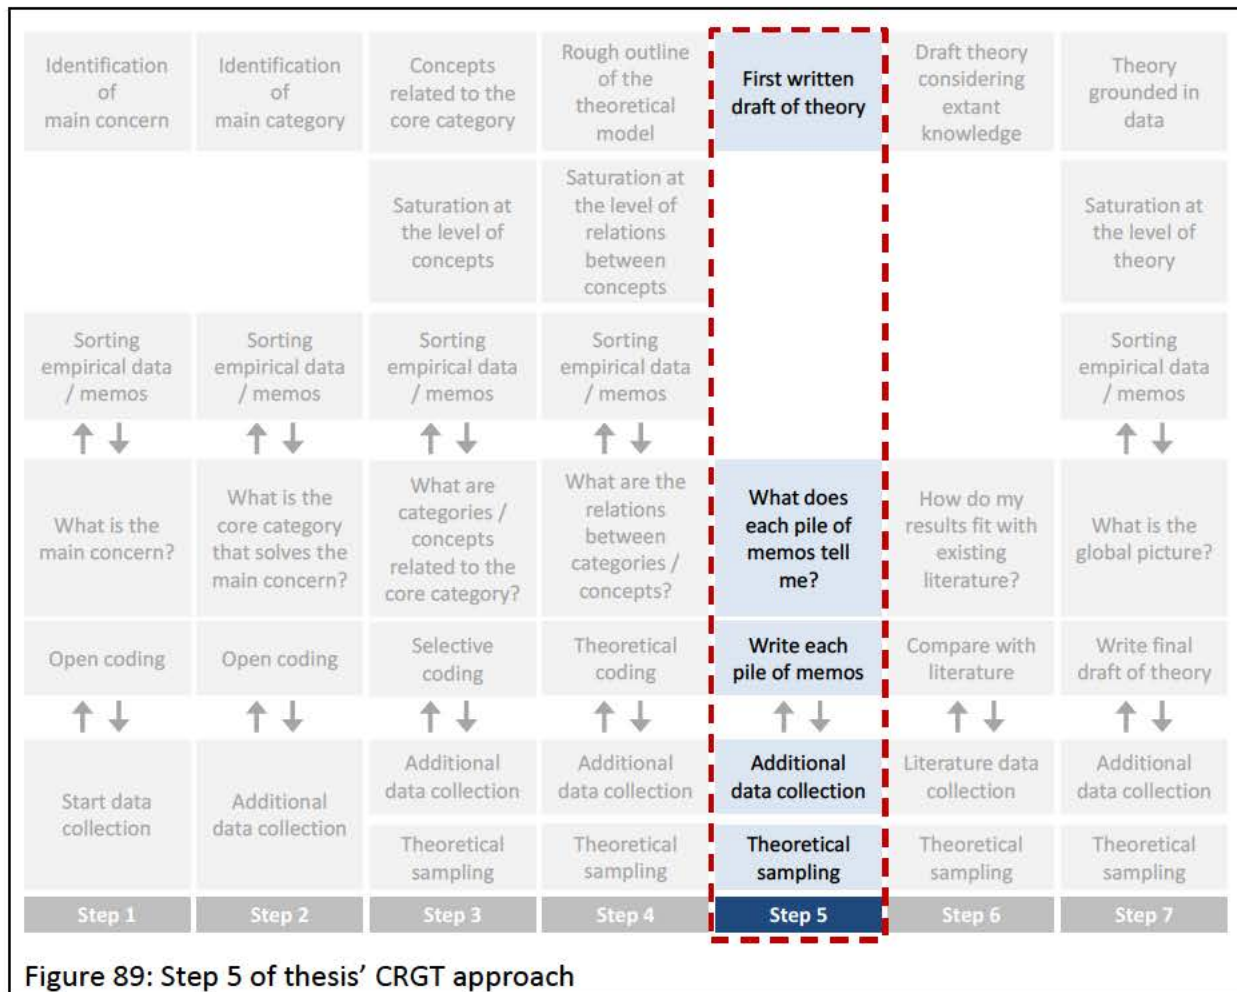 Identification
of
main concern
Identification
of
main category
Concepts
related to the
core category
Rough outline
of the
theoretical
model
First written
draft of theory
Draft theory
considering
extant
knowledge
Theory
grounded in
data
Saturation at
the level of
concepts
Saturation at
the level of
relations
between
concepts
Saturation at
the level of
theory
Sorting
empirical data
/ memos
Sorting
empirical data
/ memos
Sorting
empirical data
/ memos
Sorting
empirical data
/ memos
Sorting
empirical data
/ memos
What is the
main concern?
What is the
core category
that solves the
main concern?
What are
categories /
concepts
related to the
core category?
What are the
relations
between
categories /
concepts?
What does
each pile of
memos tell
me?
How do my
results fit with
existing
literature?
What is the
global picture?
Open coding
Open coding
Selective
coding
Theoretical
coding
Write each
pile of memos
Compare with
literature
Write final
draft of theory
Start data
collection
Additional
data collection
Additional
data collection
Additional
data collection
Additional
data collection
Literature data
collection
Additional
data collection
Theoretical
sampling
Theoretical
sampling
Theoretical
sampling
Theoretical
sampling
Theoretical
sampling
Step 1
Step 2
Step 3
Step 4
Step 5
Step 6
Step 7
Figure 89: Step 5 of thesis’ CRGT approach